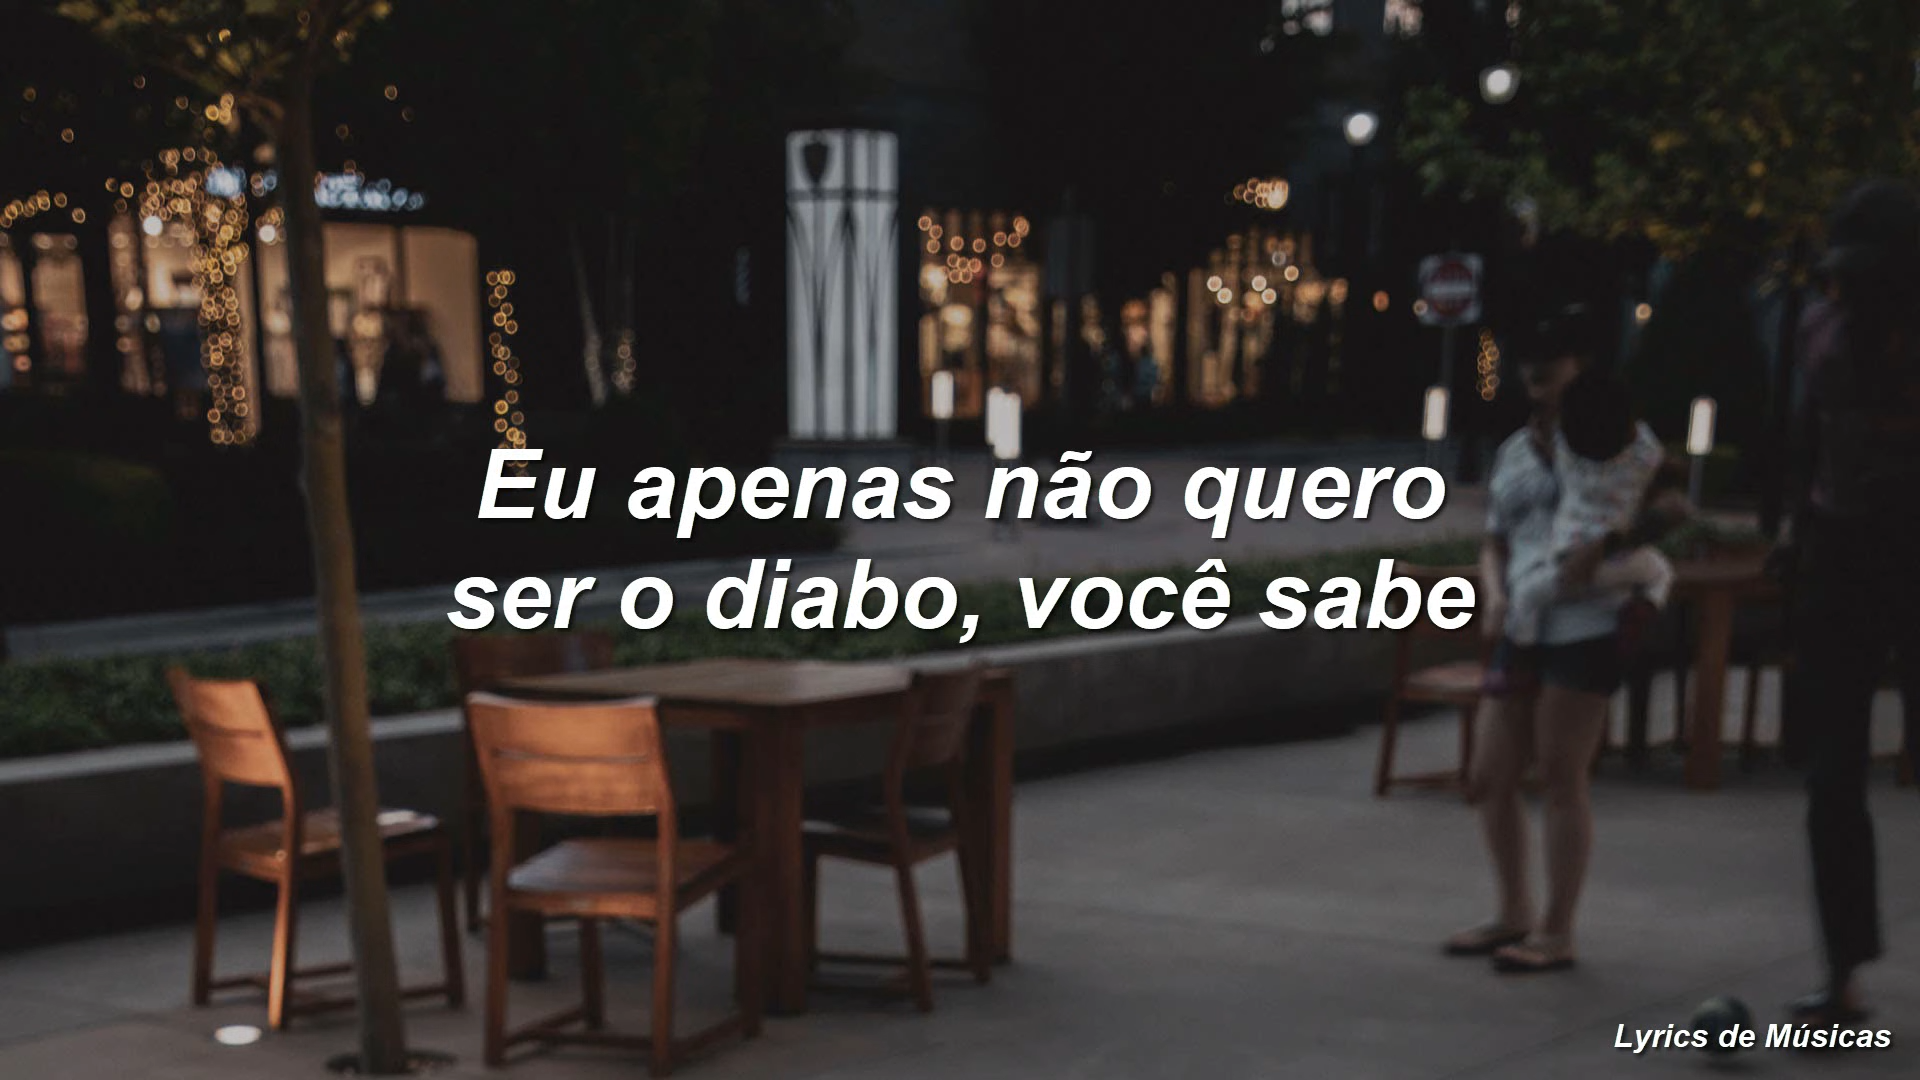 Eu apenas não quero
ser o diabo, você sabe
Lyrics de Músicas